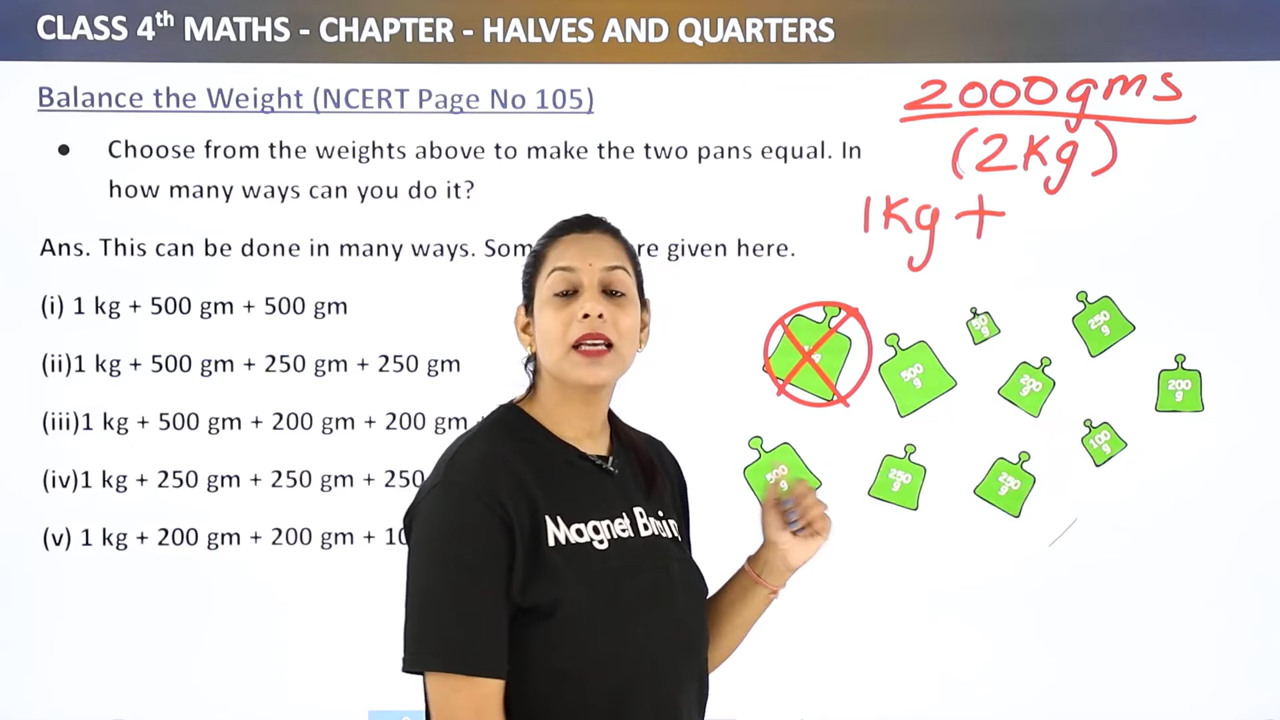 CLASS 4th MATHS - CHAPTER - HALVES AND QUARTERS
Balance the Weight (NCERT Page No 105)
● Choose from the weights above to make the two pans equal. In
how many ways can you do it?
Ans. This can be done in many ways. given here.
(i) 1 kg + 500 gm + 500 gm
(ii)1 kg + 500 gm + 250 gm + 250 gm
(iii)1 kg + 500 gm + 200 gm + 200 gm
(iv)1 kg + 250 gm + 250 gm + 250
(v) 1 kg + 200 gm + 200 gm +
2000gms
(2Kg)
1Kg +
500 g
50 g
200 g
250 g
200 g
500 g
250 g
250 g
100 g
Magnet Brain